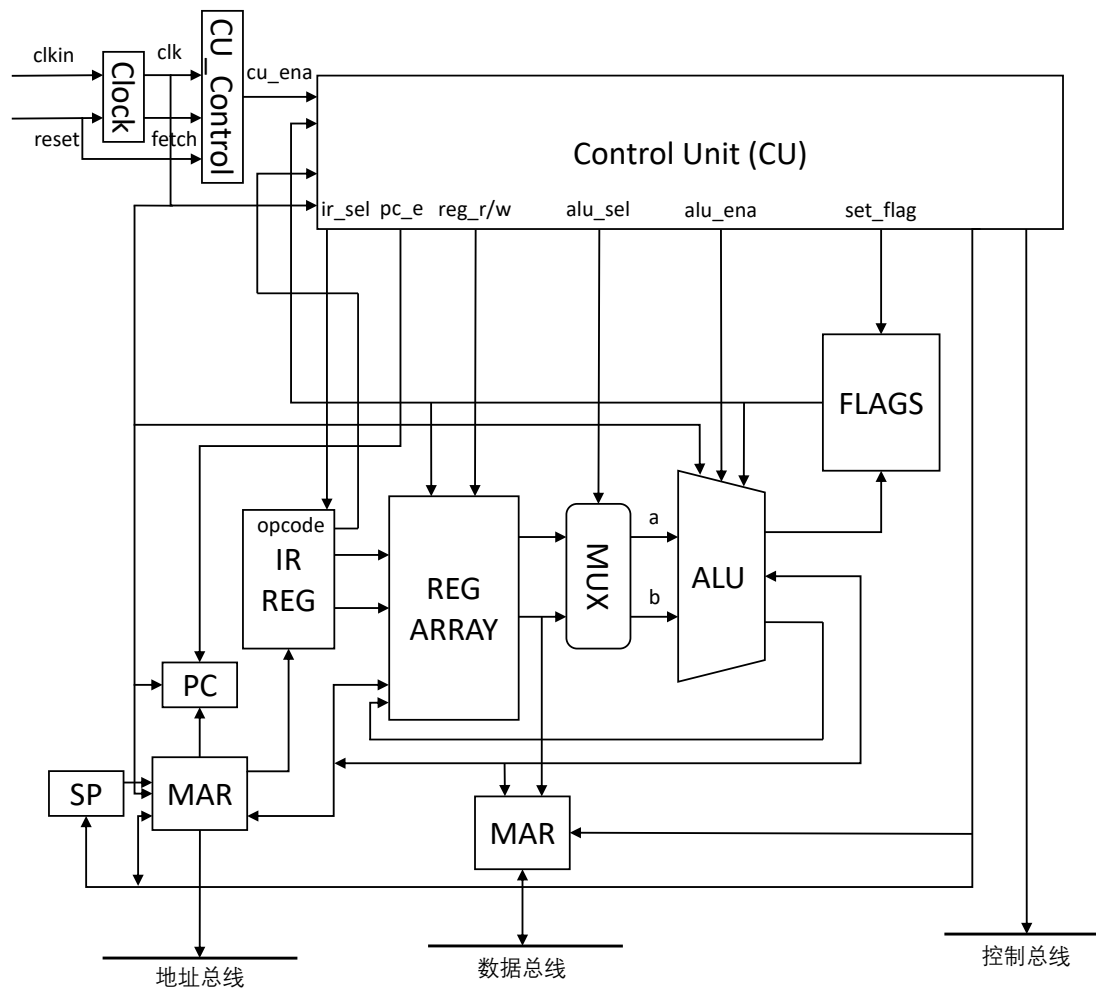 clkin
clk
Clock
reset
fetch
CU_Control
cu_ena
Control Unit (CU)
ir_sel
pc_e
reg_r/w
alu_sel
alu_ena
set_flag
FLAGS
opcode
IR
REG
REG
ARRAY
MUX
a
b
ALU
PC
SP
MAR
MAR
地址总线
数据总线
控制总线